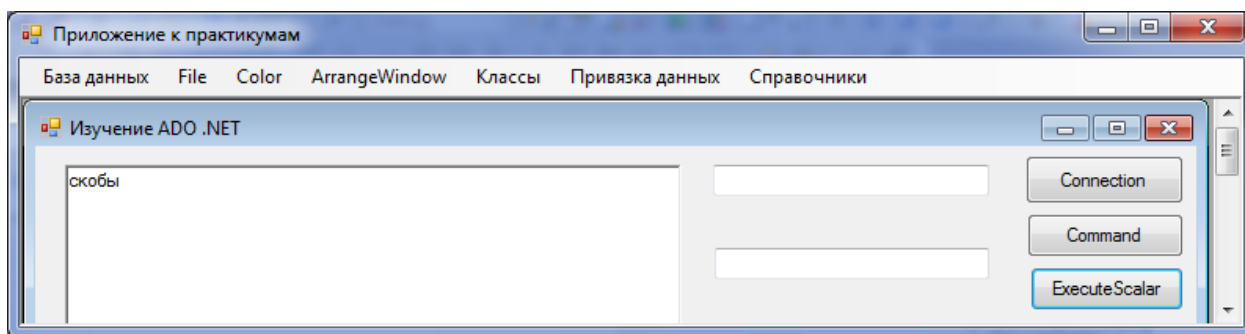 Приложение к практикумам
База данных File Color ArrangeWindow Классы Привязка данных Справочники
Изучение ADO .NET
скобы
Connection
Command
ExecuteScalar